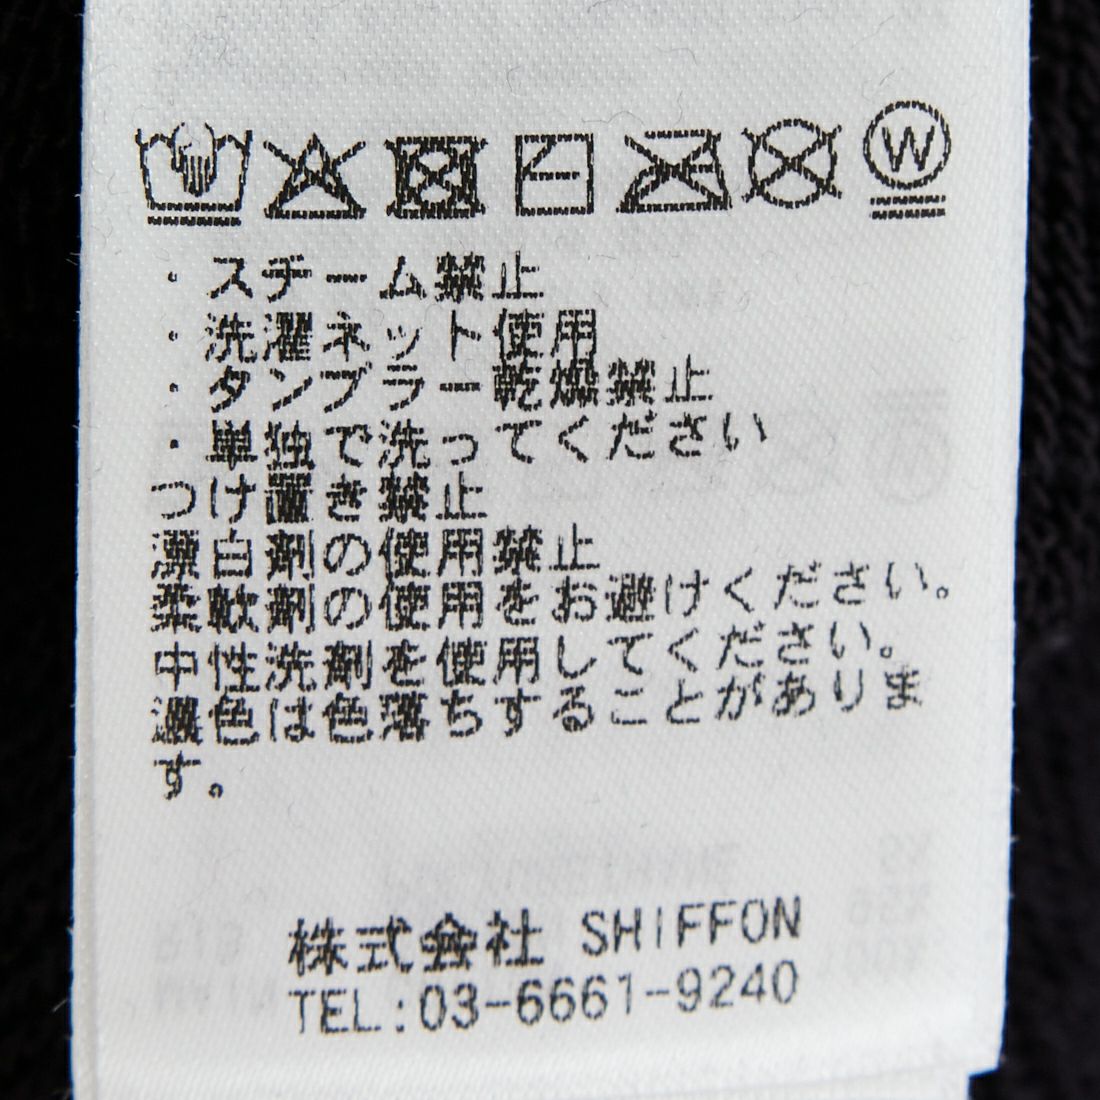 W
・スチーム禁止
・洗濯ネット使用
・タンブラー乾燥禁止
・単独で洗ってください
つけ置き禁止
漂白剤の使用禁止
柔軟剤の使用をお避けください。
中性洗剤を使用してください。
濃色は色落ちすることがありま
す。
株式会社 SHIFFON
TEL:03-6661-9240